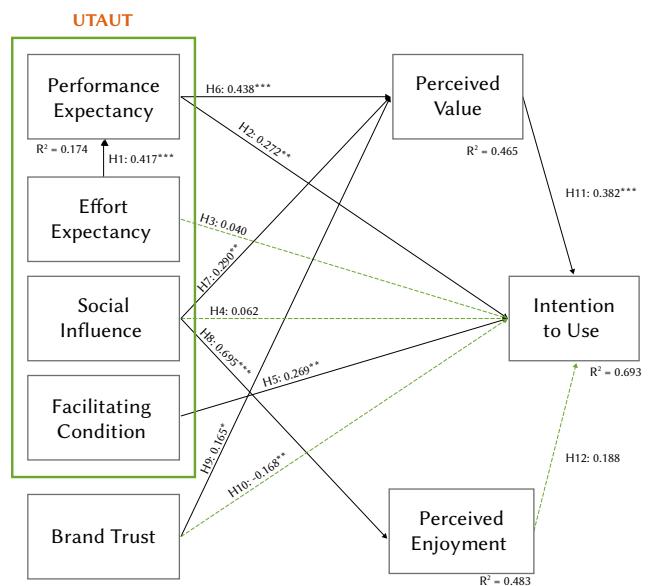 UTAUT
Performance
Expectancy
R² = 0.174
H1: 0.417***
Effort
Expectancy
Social
Influence
Facilitating
Condition
Brand Trust
H6: 0.438***
H2: 0.272**
H3: 0.040
H7: 0.290**
H4: 0.062
H8: 0.695***
H5: 0.269**
H9: 0.165*
H10: -0.168**
Perceived
Value
R² = 0.465
H11: 0.382***
Intention
to Use
R² = 0.693
H12: 0.188
Perceived
Enjoyment
R² = 0.483